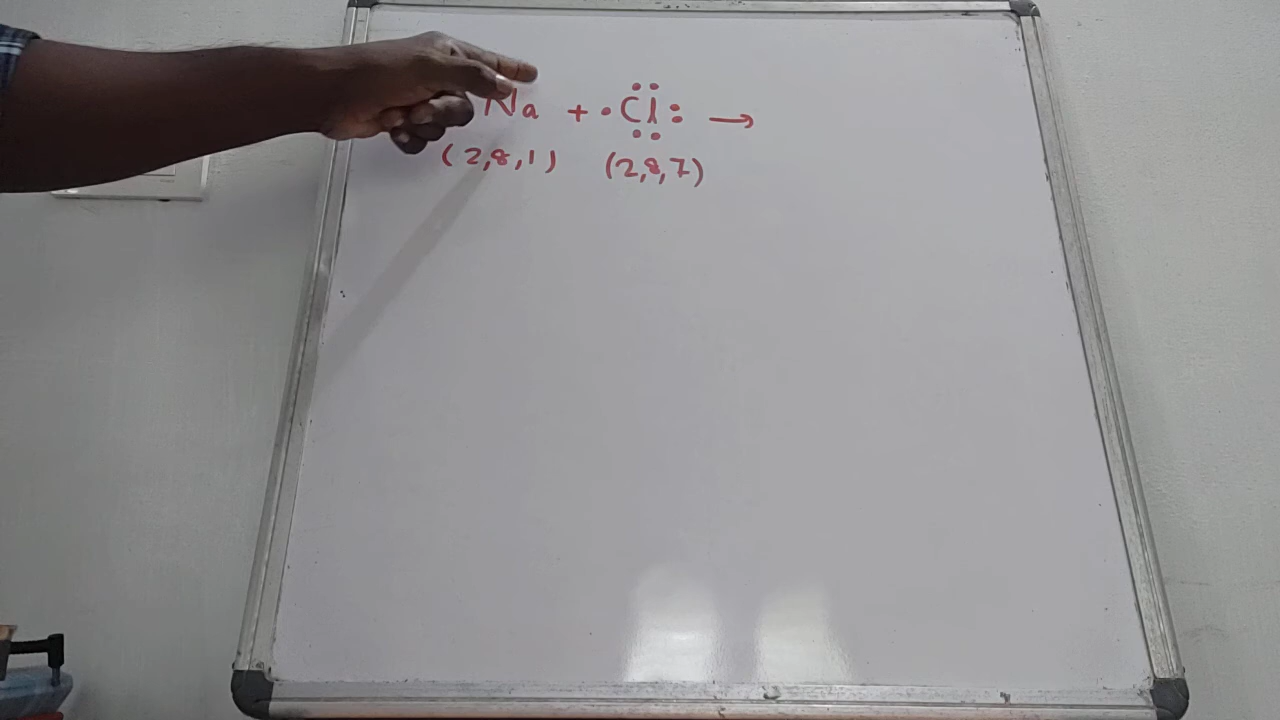 Na + Cl →
(2,8,1) (2,8,7)